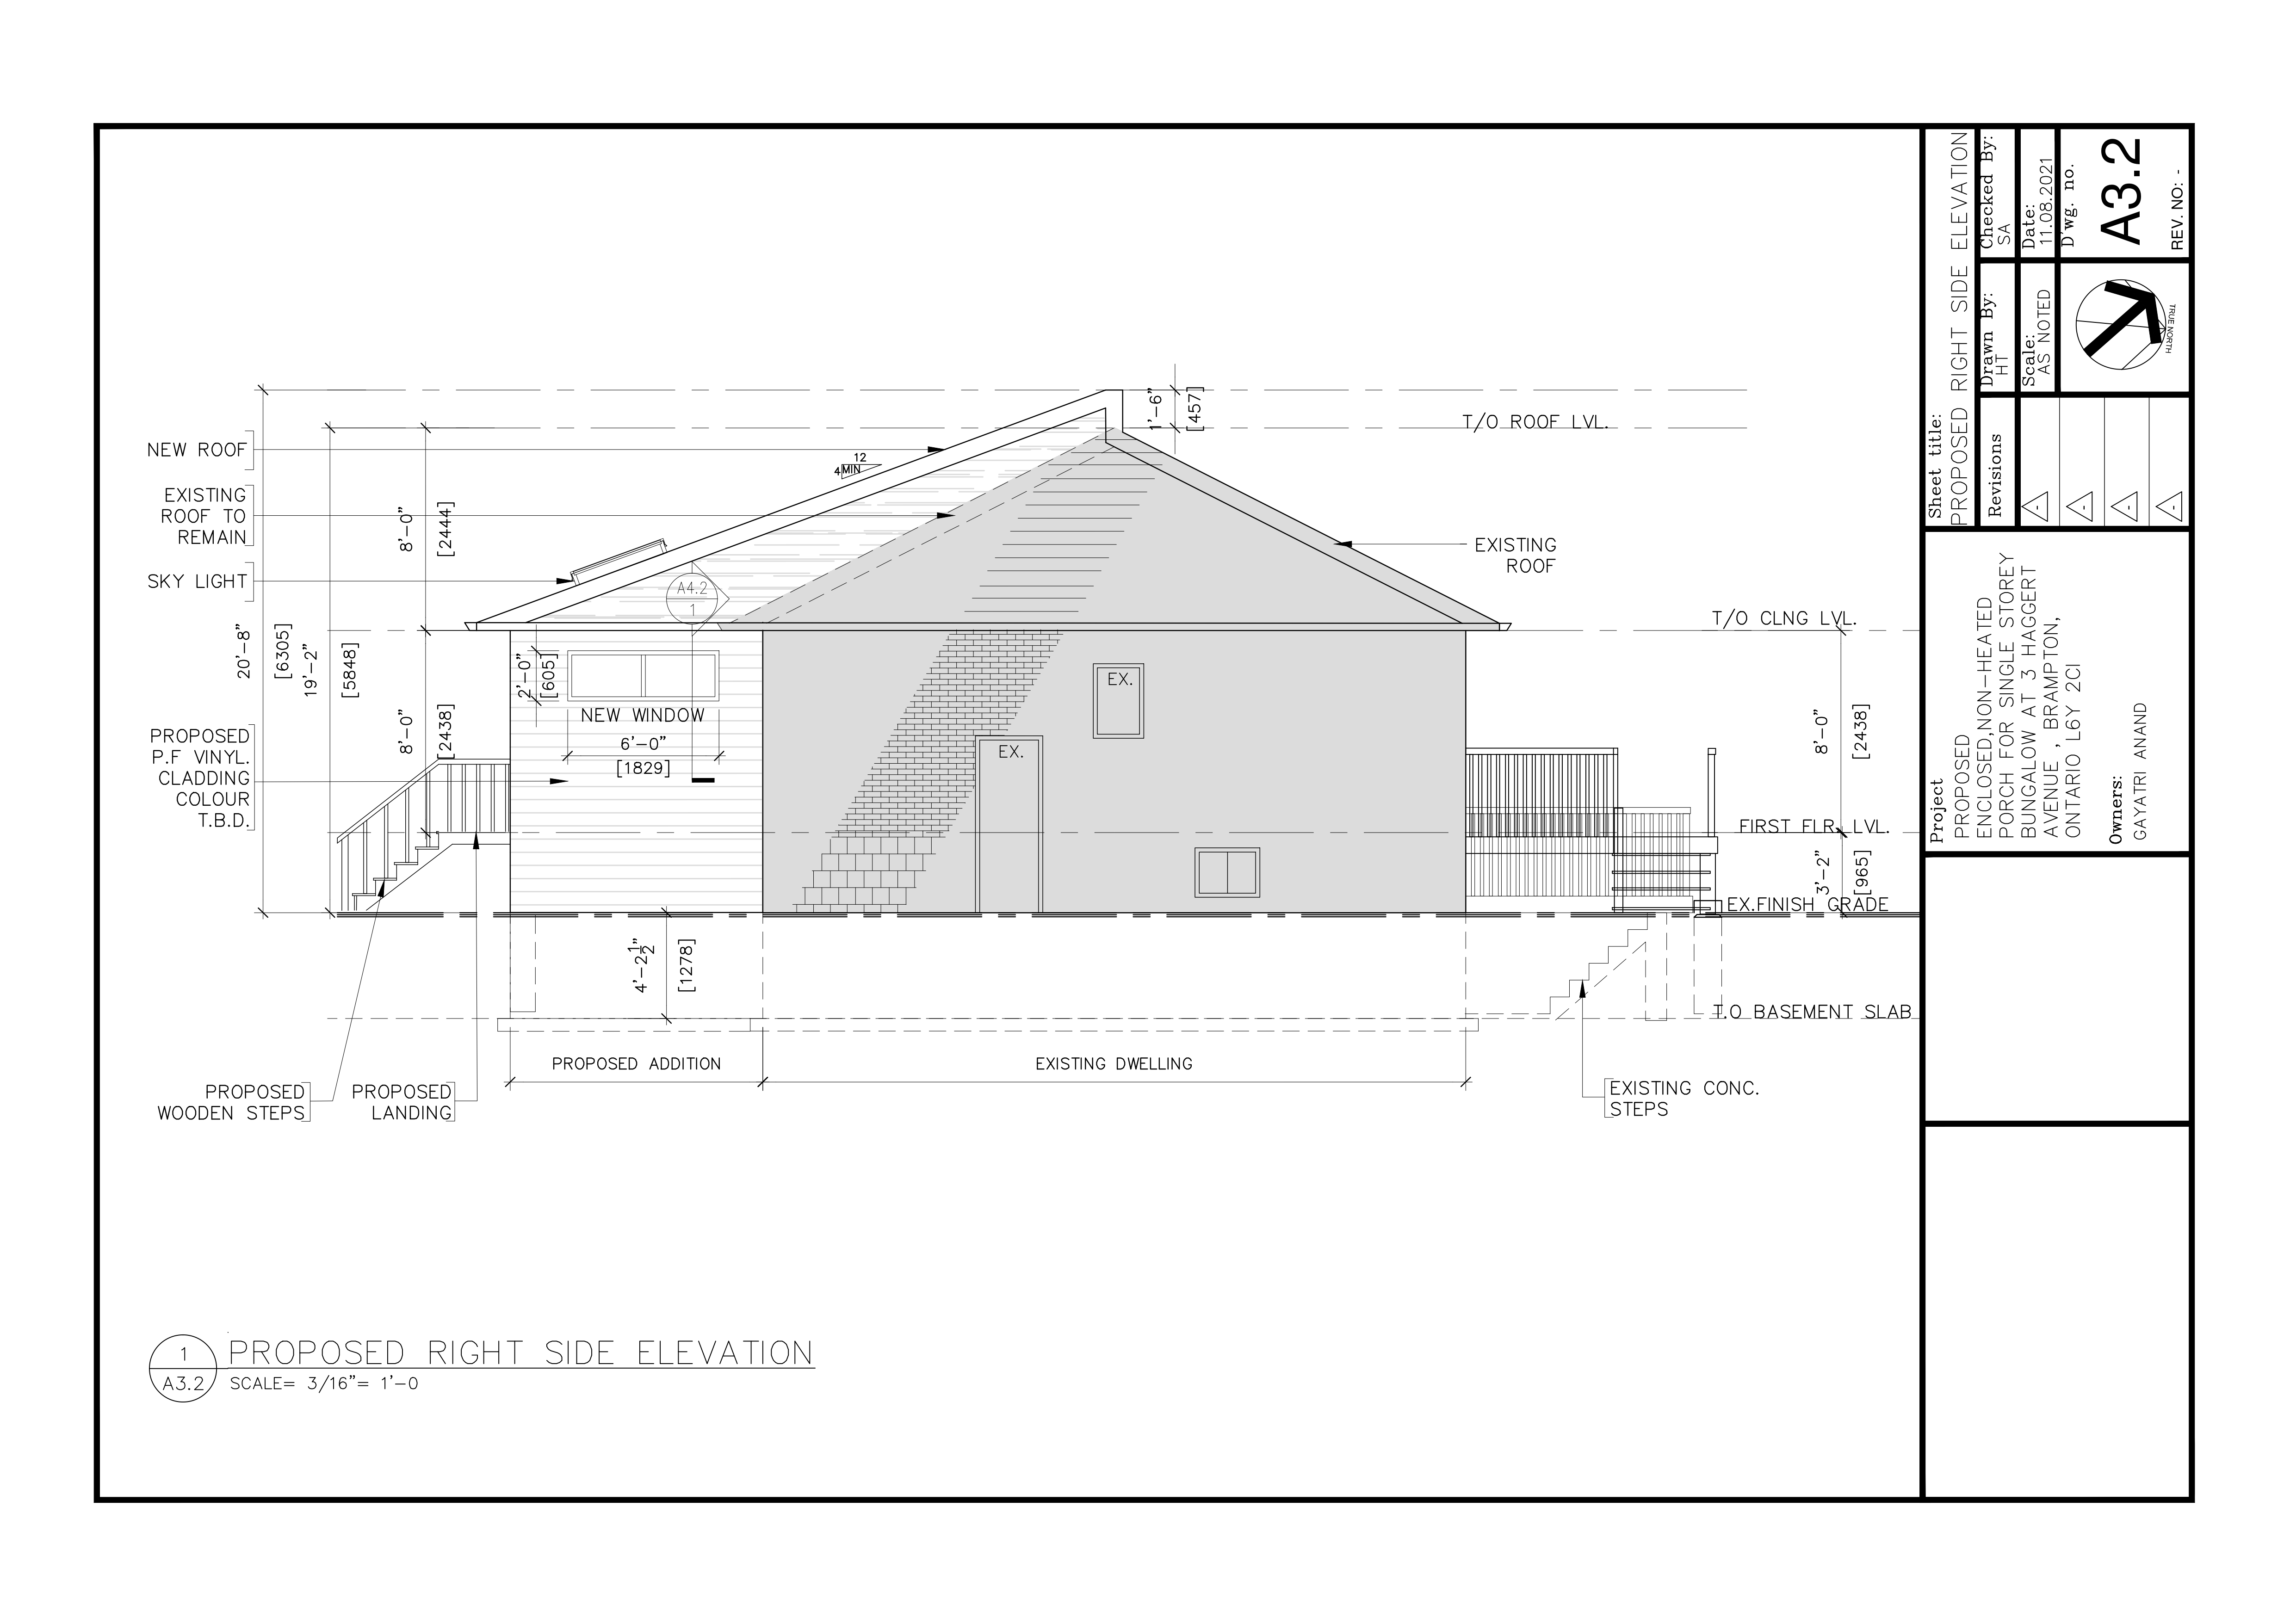 1'-6"
[457]
T/O ROOF LVL.
NEW ROOF
12
4
MIN
EXISTING
ROOF TO
REMAIN
8'-0"
[2444]
SKY LIGHT
EXISTING
ROOF
A4.2
1
T/O CLNG LVL.
20'-8"
[6305]
19'-2"
[5848]
2'-0"
[605]
EX.
NEW WINDOW
6'-0"
[1829]
EX.
8'-0"
[2438]
8'-0"
[2438]
PROPOSED
P.F VINYL.
CLADDING
COLOUR
T.B.D.
FIRST FLR. LVL.
3'-2"
[965]
EX.FINISH GRADE
4'-2 1/2"
[1278]
T.O BASEMENT SLAB
PROPOSED ADDITION
EXISTING DWELLING
PROPOSED
WOODEN STEPS
PROPOSED
LANDING
EXISTING CONC.
STEPS
1
A3.2
PROPOSED RIGHT SIDE ELEVATION
SCALE= 3/16"= 1'-0
Sheet title:
PROPOSED RIGHT SIDE ELEVATION
Revisions
-
-
-
-
Drawn By:
HT
Checked By:
SA
Scale:
AS NOTED
Date:
11.08.2021
TRUE NORTH
D'wg. no.
A3.2
REV. NO: -
Project
PROPOSED
ENCLOSED,NON-HEATED
PORCH FOR SINGLE STOREY
BUNGALOW AT 3 HAGGERT
AVENUE , BRAMPTON,
ONTARIO L6Y 2CI
Owners:
GAYATRI ANAND